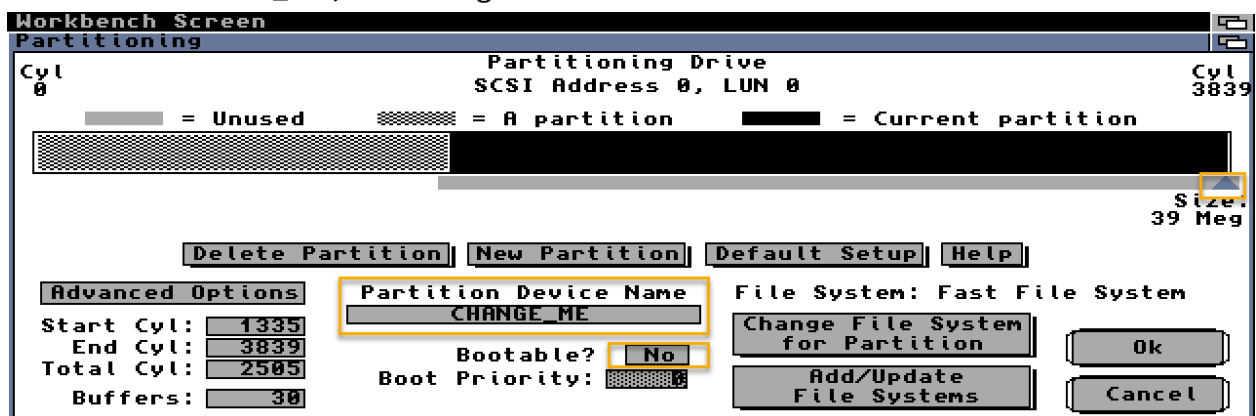 Workbench Screen
Partitioning
Partitioning Drive
SCSI Address 0, LUN 0
Cyl
0
Cyl
3839
= Unused = A partition = Current partition
Size:
39 Meg
Delete Partition New Partition Default Setup Help
Advanced Options
Partition Device Name
CHANGE_ME
File System: Fast File System
Start Cyl: 1335
End Cyl: 3839
Total Cyl: 2505
Buffers: 30
Bootable? No
Boot Priority: 0
Change File System
for Partition
Add/Update
File Systems
Ok
Cancel